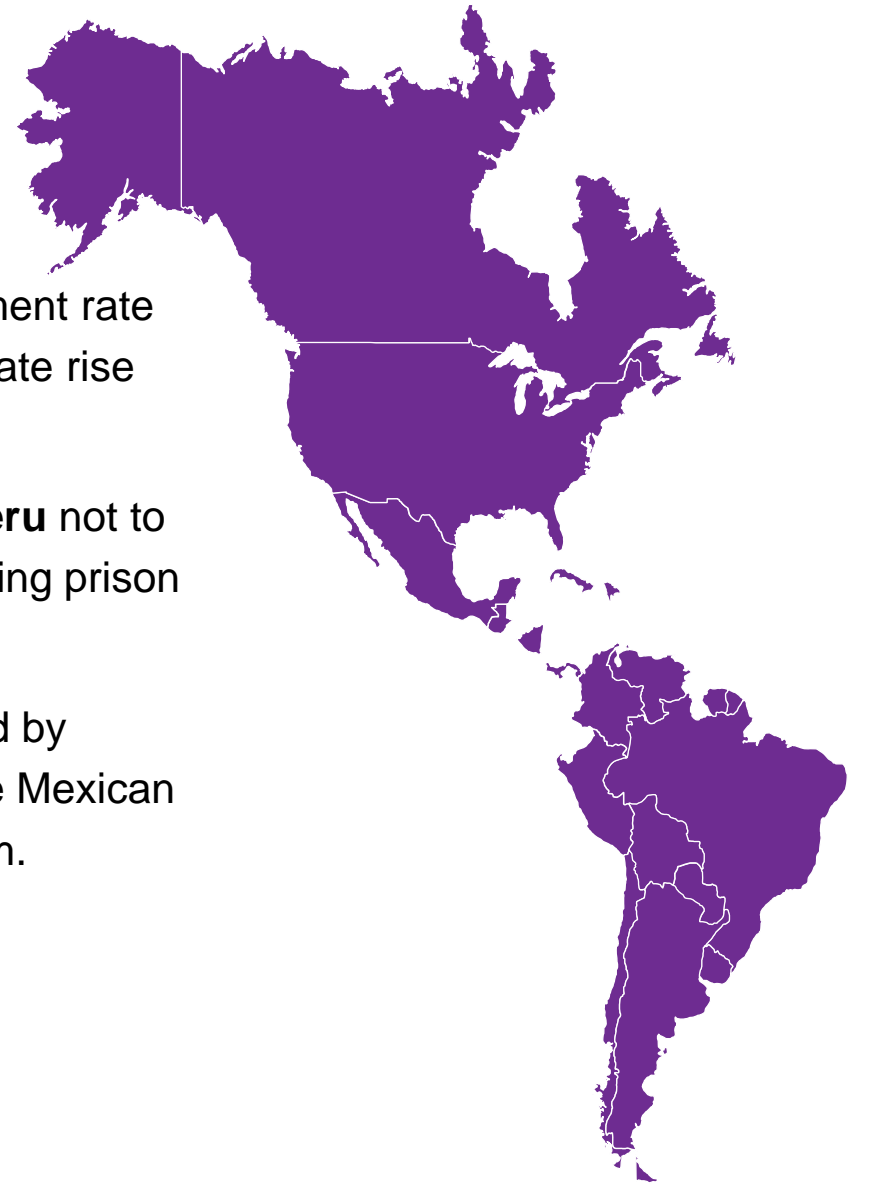 ment rate
ate rise
eru not to
ing prison
d by
e Mexican
n.